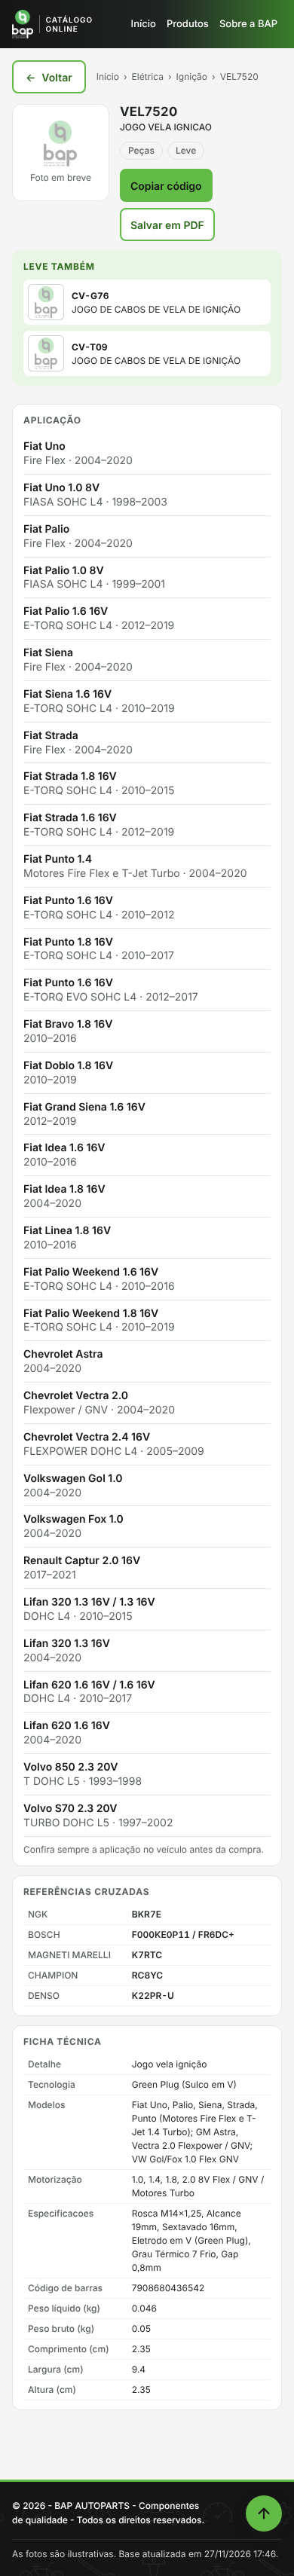 bap
CATÁLOGO
ONLINE
Início
Produtos
Sobre a BAP
← Voltar
Início › Elétrica › Ignição › VEL7520
bap
Foto em breve
VEL7520
JOGO VELA IGNICAO
Peças
Leve
Copiar código
Salvar em PDF
LEVE TAMBÉM
bap
CV-G76
JOGO DE CABOS DE VELA DE IGNIÇÃO
bap
CV-T09
JOGO DE CABOS DE VELA DE IGNIÇÃO
APLICAÇÃO
Fiat Uno
Fire Flex · 2004–2020
Fiat Uno 1.0 8V
FIASA SOHC L4 · 1998–2003
Fiat Palio
Fire Flex · 2004–2020
Fiat Palio 1.0 8V
FIASA SOHC L4 · 1999–2001
Fiat Palio 1.6 16V
E-TORQ SOHC L4 · 2012–2019
Fiat Siena
Fire Flex · 2004–2020
Fiat Siena 1.6 16V
E-TORQ SOHC L4 · 2010–2019
Fiat Strada
Fire Flex · 2004–2020
Fiat Strada 1.8 16V
E-TORQ SOHC L4 · 2010–2015
Fiat Strada 1.6 16V
E-TORQ SOHC L4 · 2012–2019
Fiat Punto 1.4
Motores Fire Flex e T-Jet Turbo · 2004–2020
Fiat Punto 1.6 16V
E-TORQ SOHC L4 · 2010–2012
Fiat Punto 1.8 16V
E-TORQ SOHC L4 · 2010–2017
Fiat Punto 1.6 16V
E-TORQ EVO SOHC L4 · 2012–2017
Fiat Bravo 1.8 16V
2010–2016
Fiat Doblo 1.8 16V
2010–2019
Fiat Grand Siena 1.6 16V
2012–2019
Fiat Idea 1.6 16V
2010–2016
Fiat Idea 1.8 16V
2004–2020
Fiat Linea 1.8 16V
2010–2016
Fiat Palio Weekend 1.6 16V
E-TORQ SOHC L4 · 2010–2016
Fiat Palio Weekend 1.8 16V
E-TORQ SOHC L4 · 2010–2019
Chevrolet Astra
2004–2020
Chevrolet Vectra 2.0
Flexpower / GNV · 2004–2020
Chevrolet Vectra 2.4 16V
FLEXPOWER DOHC L4 · 2005–2009
Volkswagen Gol 1.0
2004–2020
Volkswagen Fox 1.0
2004–2020
Renault Captur 2.0 16V
2017–2021
Lifan 320 1.3 16V / 1.3 16V
DOHC L4 · 2010–2015
Lifan 320 1.3 16V
2004–2020
Lifan 620 1.6 16V / 1.6 16V
DOHC L4 · 2010–2017
Lifan 620 1.6 16V
2004–2020
Volvo 850 2.3 20V
T DOHC L5 · 1993–1998
Volvo S70 2.3 20V
TURBO DOHC L5 · 1997–2002
Confira sempre a aplicação no veículo antes da compra.
REFERÊNCIAS CRUZADAS
NGK BKR7E
BOSCH F000KE0P11 / FR6DC+
MAGNETI MARELLI K7RTC
CHAMPION RC8YC
DENSO K22PR-U
FICHA TÉCNICA
Detalhe Jogo vela ignição
Tecnologia Green Plug (Sulco em V)
Modelos Fiat Uno, Palio, Siena, Strada,
Punto (Motores Fire Flex e T-
Jet 1.4 Turbo); GM Astra,
Vectra 2.0 Flexpower / GNV;
VW Gol/Fox 1.0 Flex GNV
Motorização 1.0, 1.4, 1.8, 2.0 8V Flex / GNV /
Motores Turbo
Especificacoes Rosca M14x1,25, Alcance
19mm, Sextavado 16mm,
Eletrodo em V (Green Plug),
Grau Térmico 7 Frio, Gap
0,8mm
Código de barras 7908680436542
Peso líquido (kg) 0.046
Peso bruto (kg) 0.05
Comprimento (cm) 2.35
Largura (cm) 9.4
Altura (cm) 2.35
© 2026 - BAP AUTOPARTS - Componentes
de qualidade - Todos os direitos reservados.
As fotos são ilustrativas. Base atualizada em 27/11/2026 17:46.